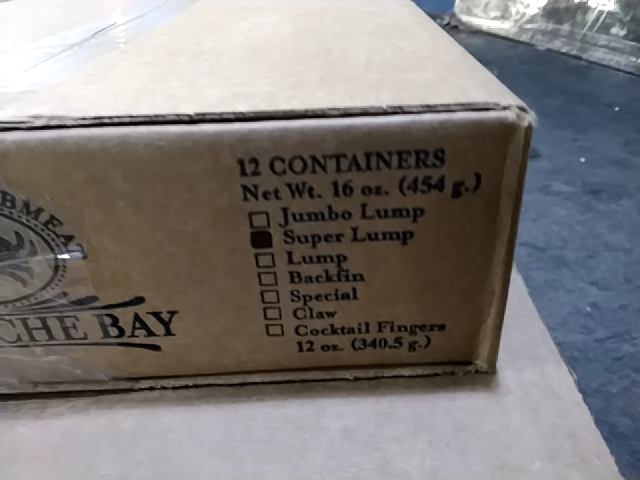 BMEAT
CHE BAY
12 CONTAINERS
Net Wt. 16 oz. (454 g.)
Jumbo Lump
Super Lump
Lump
Backfin
Special
Claw
Cocktail Fingers
12 oz. (340.5 g.)